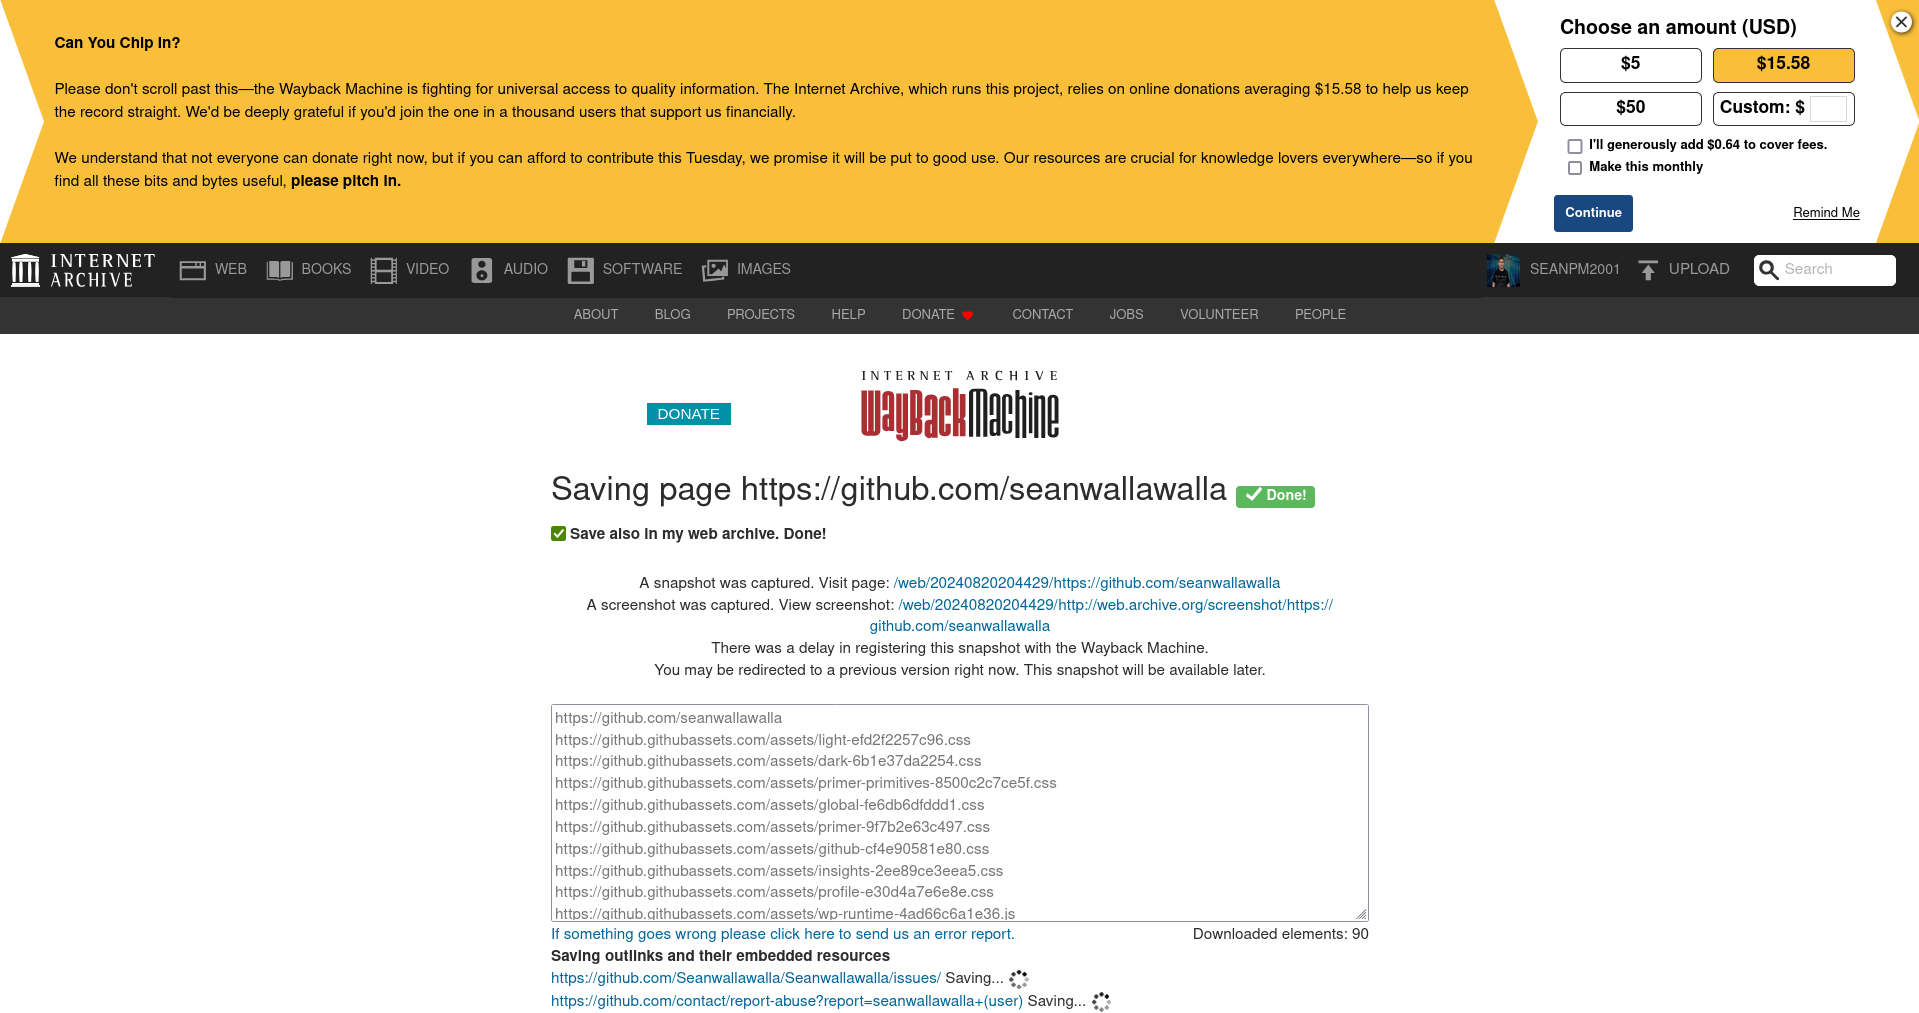 Can You Chip In?
Please don't scroll past this—the Wayback Machine is fighting for universal access to quality information. The Internet Archive, which runs this project, relies on online donations averaging $15.58 to help us keep
the record straight. We'd be deeply grateful if you'd join the one in a thousand users that support us financially.
We understand that not everyone can donate right now, but if you can afford to contribute this Tuesday, we promise it will be put to good use. Our resources are crucial for knowledge lovers everywhere—so if you
find all these bits and bytes useful, please pitch in.
Choose an amount (USD)
$5
$15.58
$50
Custom: $
I'll generously add $0.64 to cover fees.
Make this monthly
Continue
Remind Me
INTERNET
ARCHIVE
WEB
BOOKS
VIDEO
AUDIO
SOFTWARE
IMAGES
SEANPM2001
UPLOAD
Search
ABOUT
BLOG
PROJECTS
HELP
DONATE
CONTACT
JOBS
VOLUNTEER
PEOPLE
DONATE
INTERNET ARCHIVE
WayBackMachine
Saving page https://github.com/seanwallawalla Done!
Save also in my web archive. Done!
A snapshot was captured. Visit page: /web/20240820204429/https://github.com/seanwallawalla
A screenshot was captured. View screenshot: /web/20240820204429/http://web.archive.org/screenshot/https://
github.com/seanwallawalla
There was a delay in registering this snapshot with the Wayback Machine.
You may be redirected to a previous version right now. This snapshot will be available later.
https://github.com/seanwallawalla
https://github.githubassets.com/assets/light-efd2f2257c96.css
https://github.githubassets.com/assets/dark-6b1e37da2254.css
https://github.githubassets.com/assets/primer-primitives-8500c2c7ce5f.css
https://github.githubassets.com/assets/global-fe6db6dfddd1.css
https://github.githubassets.com/assets/primer-9f7b2e63c497.css
https://github.githubassets.com/assets/github-cf4e90581e80.css
https://github.githubassets.com/assets/insights-2ee89ce3eea5.css
https://github.githubassets.com/assets/profile-e30d4a7e6e8e.css
https://github.githubassets.com/assets/wp-runtime-4ad66c6a1e36.js
If something goes wrong please click here to send us an error report.
Downloaded elements: 90
Saving outlinks and their embedded resources
https://github.com/Seanwallawalla/Seanwallawalla/issues/ Saving...
https://github.com/contact/report-abuse?report=seanwallawalla+(user) Saving...